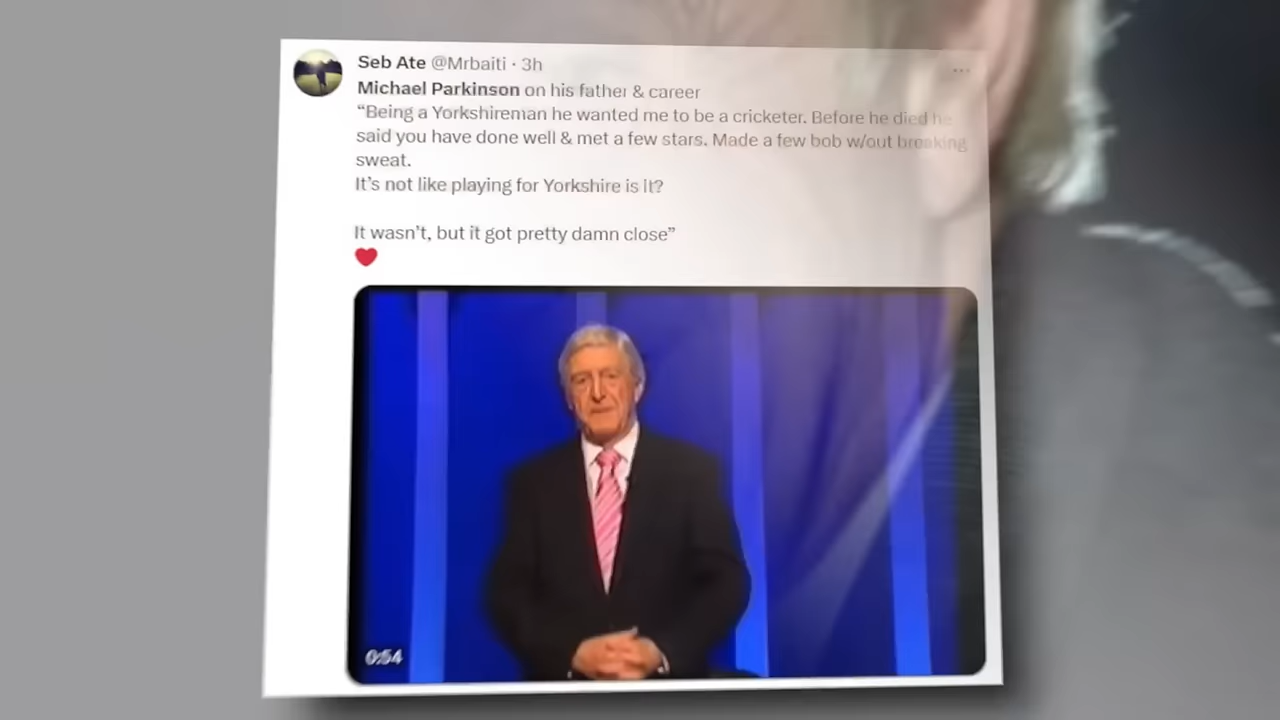 Seb Ate @Mrbaiti · 3h
Michael Parkinson on his father & career
“Being a Yorkshireman he wanted me to be a cricketer. Before he died he
said you have done well & met a few stars. Made a few bob w/out breaking
sweat.
It’s not like playing for Yorkshire is it?
It wasn’t, but it got pretty damn close”
0:54